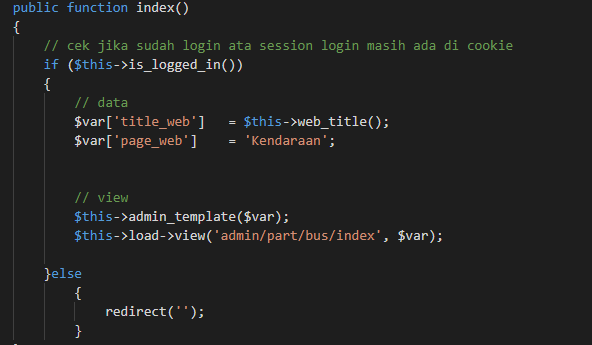 public function index()
{
// cek jika sudah login ata session login masih ada di cookie
if ($this->is_logged_in())
{
// data
$var['title_web']   = $this->web_title();
$var['page_web']    = 'Kendaraan';
// view
$this->admin_template($var);
$this->load->view('admin/part/bus/index', $var);
}else
{
redirect('');
}